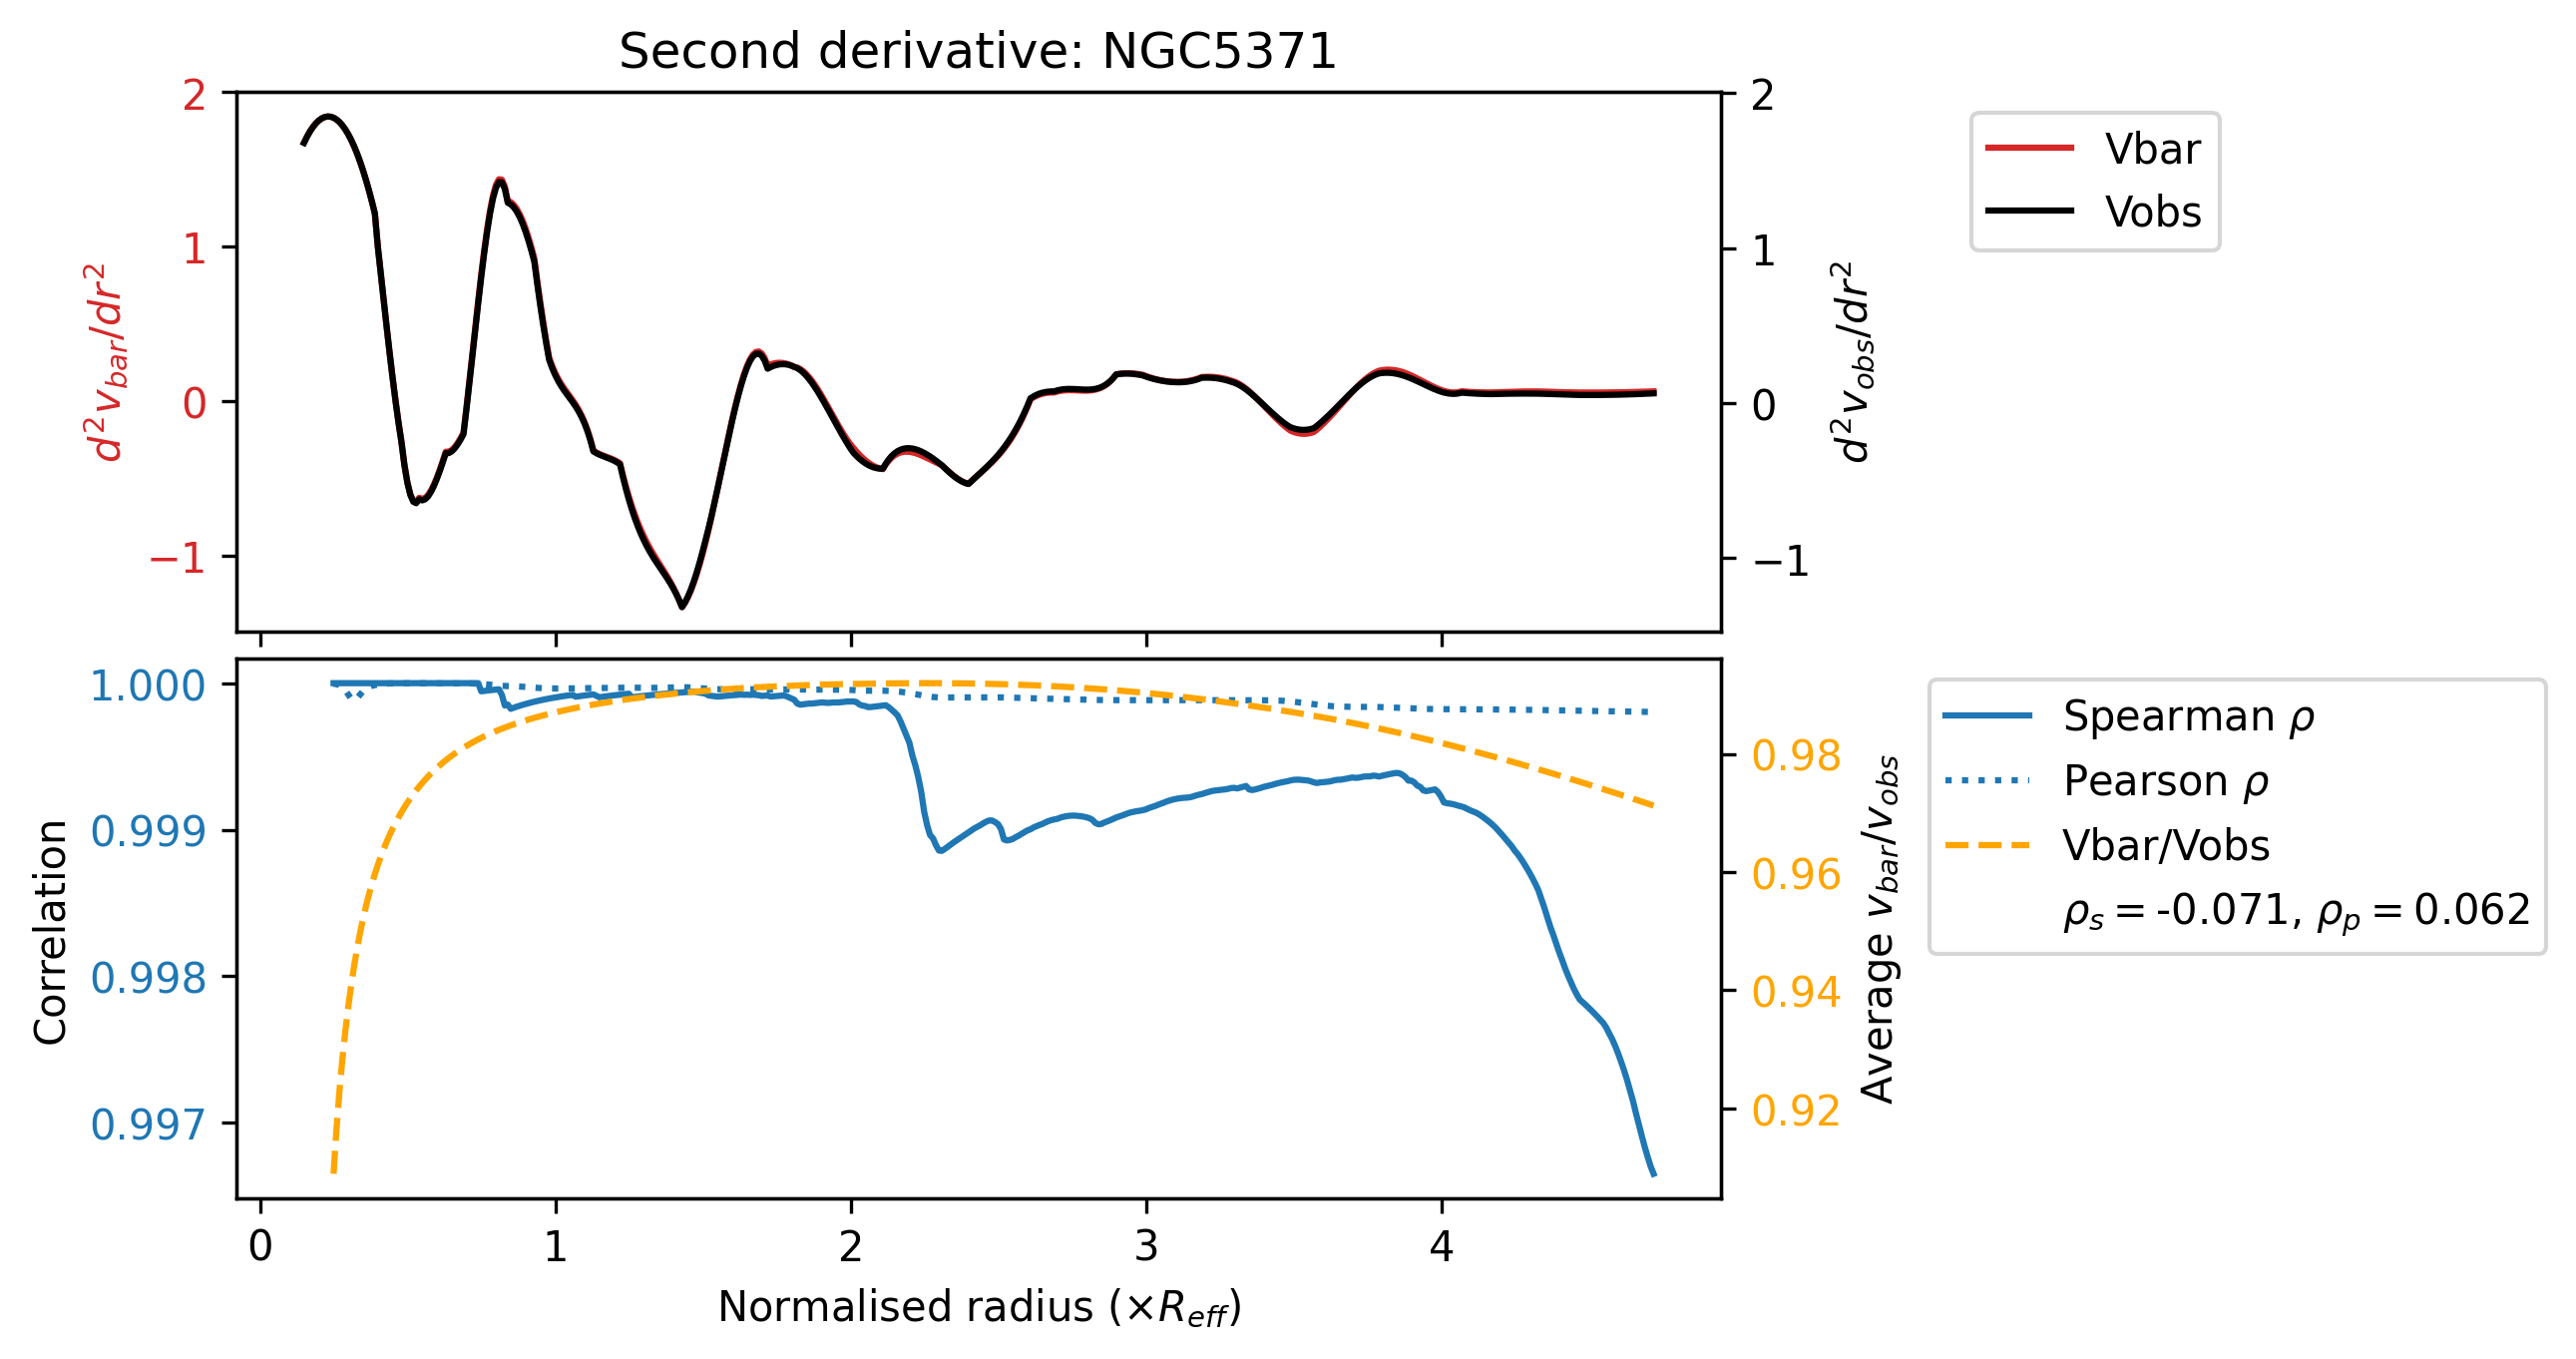 Second derivative: NGC5371
2
1
0
−1
d²v_bar/dr²
2
1
0
−1
d²v_obs/dr²
Vbar
Vobs
1.000
0.999
0.998
0.997
Correlation
0.98
0.96
0.94
0.92
Average v_bar/v_obs
Spearman ρ
Pearson ρ
Vbar/Vobs
ρ_s = -0.071, ρ_p = 0.062
0 1 2 3 4
Normalised radius (×R_eff)